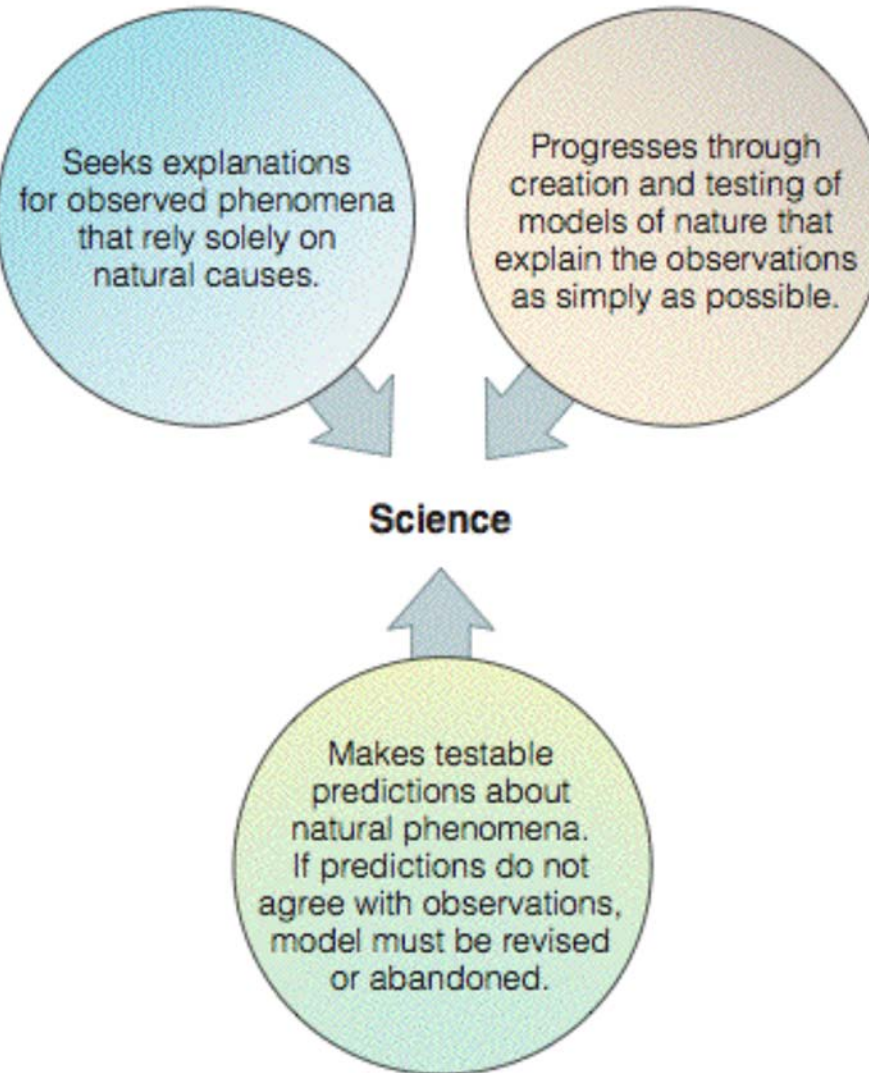 Seeks explanations
for observed phenomena
that rely solely on
natural causes.
Progresses through
creation and testing of
models of nature that
explain the observations
as simply as possible.
Science
Makes testable
predictions about
natural phenomena.
If predictions do not
agree with observations,
model must be revised
or abandoned.